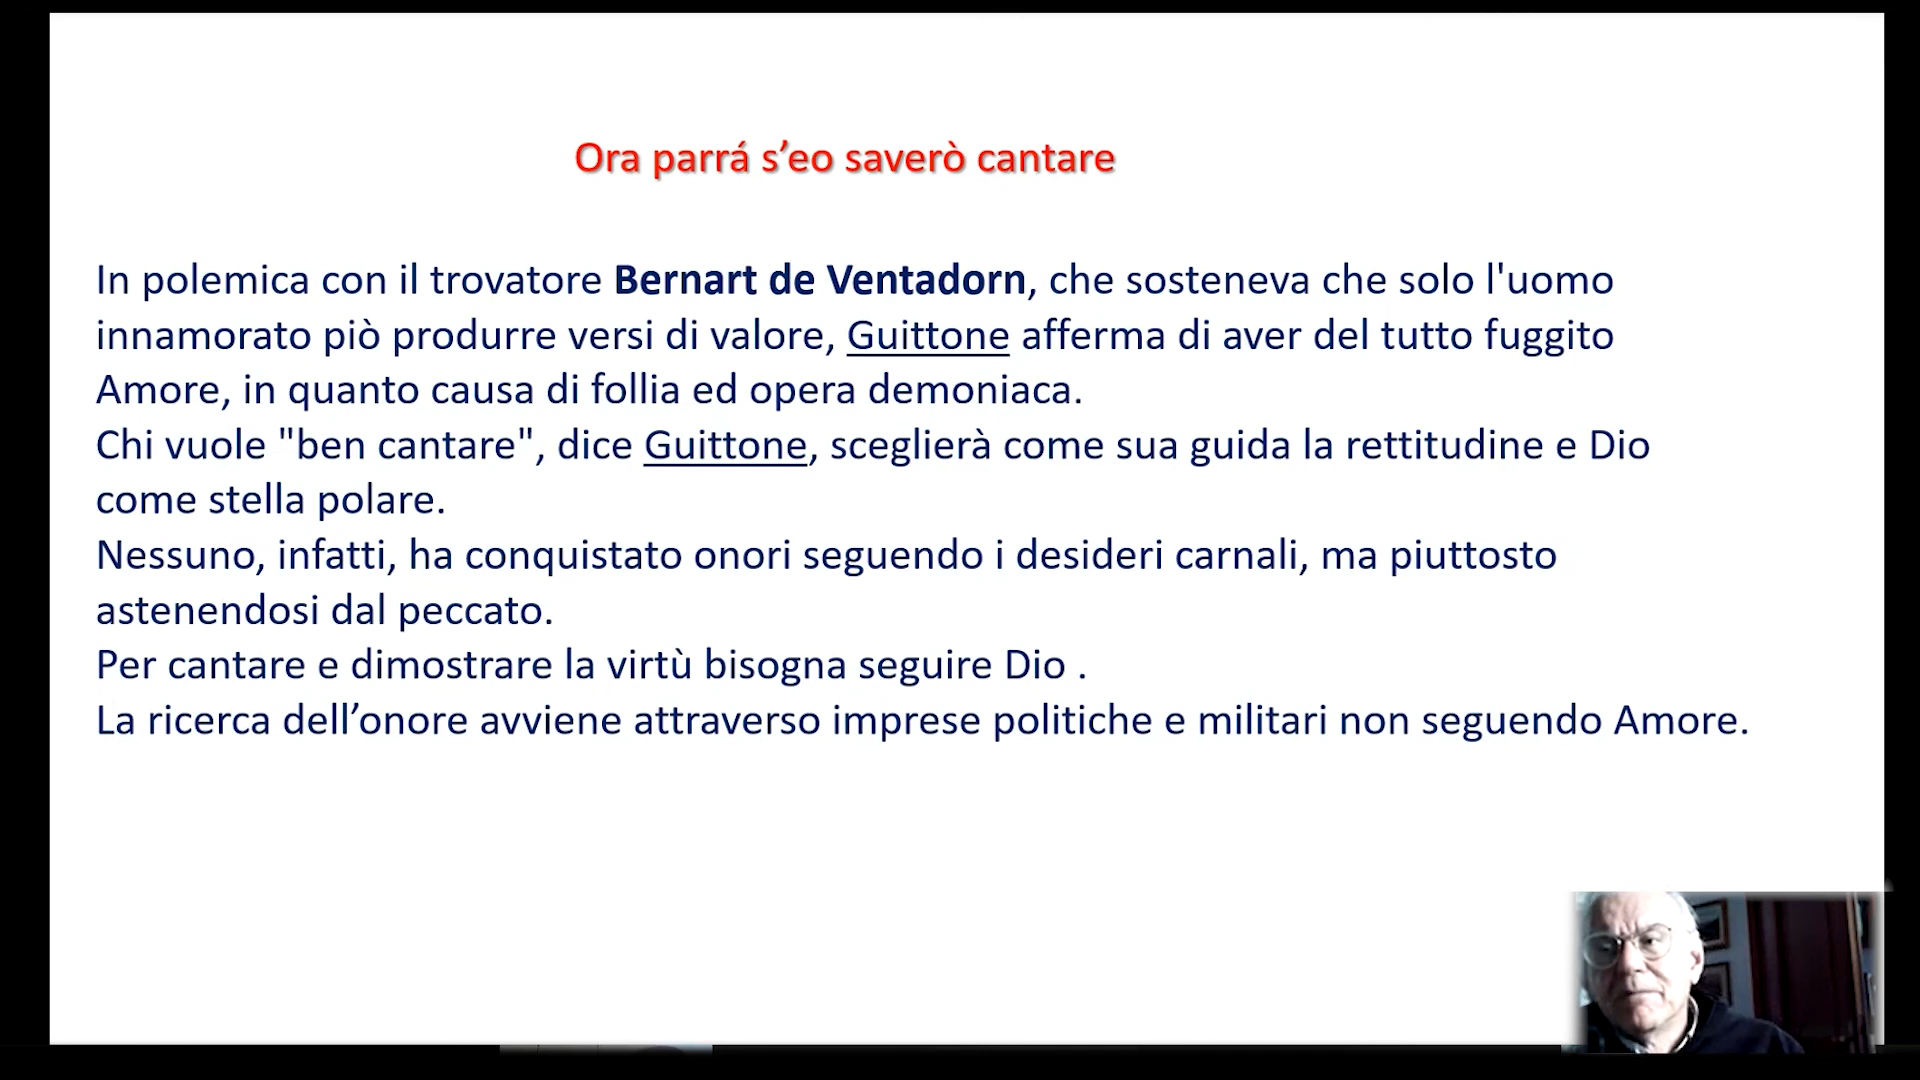 Ora parrá s’eo saverò cantare
In polemica con il trovatore Bernart de Ventadorn, che sosteneva che solo l'uomo
innamorato piò produrre versi di valore, Guittone afferma di aver del tutto fuggito
Amore, in quanto causa di follia ed opera demoniaca.
Chi vuole "ben cantare", dice Guittone, sceglierà come sua guida la rettitudine e Dio
come stella polare.
Nessuno, infatti, ha conquistato onori seguendo i desideri carnali, ma piuttosto
astenendosi dal peccato.
Per cantare e dimostrare la virtù bisogna seguire Dio .
La ricerca dell’onore avviene attraverso imprese politiche e militari non seguendo Amore.